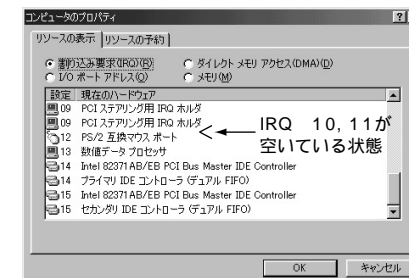 コンピュータのプロパティ
リソースの表示 リソースの予約
割り込み要求(IRQ)(R) ダイレクト メモリ アクセス(DMA)(D)
I/O ポート アドレス(O) メモリ(M)
設定 現在のハードウェア
09 PCI ステアリング用 IRQ ホルダ
09 PCI ステアリング用 IRQ ホルダ
12 PS/2 互換マウス ポート
13 数値データ プロセッサ
14 Intel 82371AB/EB PCI Bus Master IDE Controller
14 プライマリ IDE コントローラ (デュアル FIFO)
15 Intel 82371AB/EB PCI Bus Master IDE Controller
15 セカンダリ IDE コントローラ (デュアル FIFO)
IRQ 10,11が
空いている状態
OK キャンセル